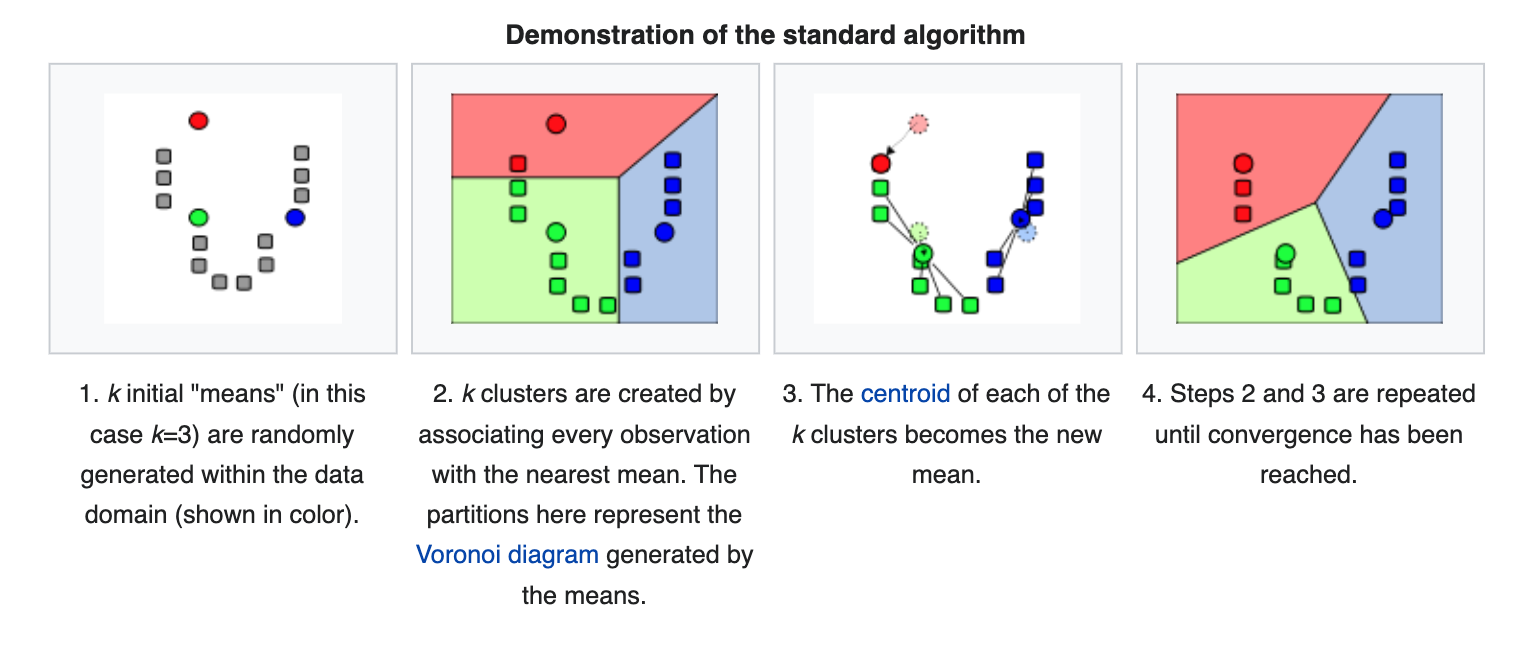 Demonstration of the standard algorithm
1. k initial "means" (in this
case k=3) are randomly
generated within the data
domain (shown in color).
2. k clusters are created by
associating every observation
with the nearest mean. The
partitions here represent the
Voronoi diagram generated by
the means.
3. The centroid of each of the
k clusters becomes the new
mean.
4. Steps 2 and 3 are repeated
until convergence has been
reached.